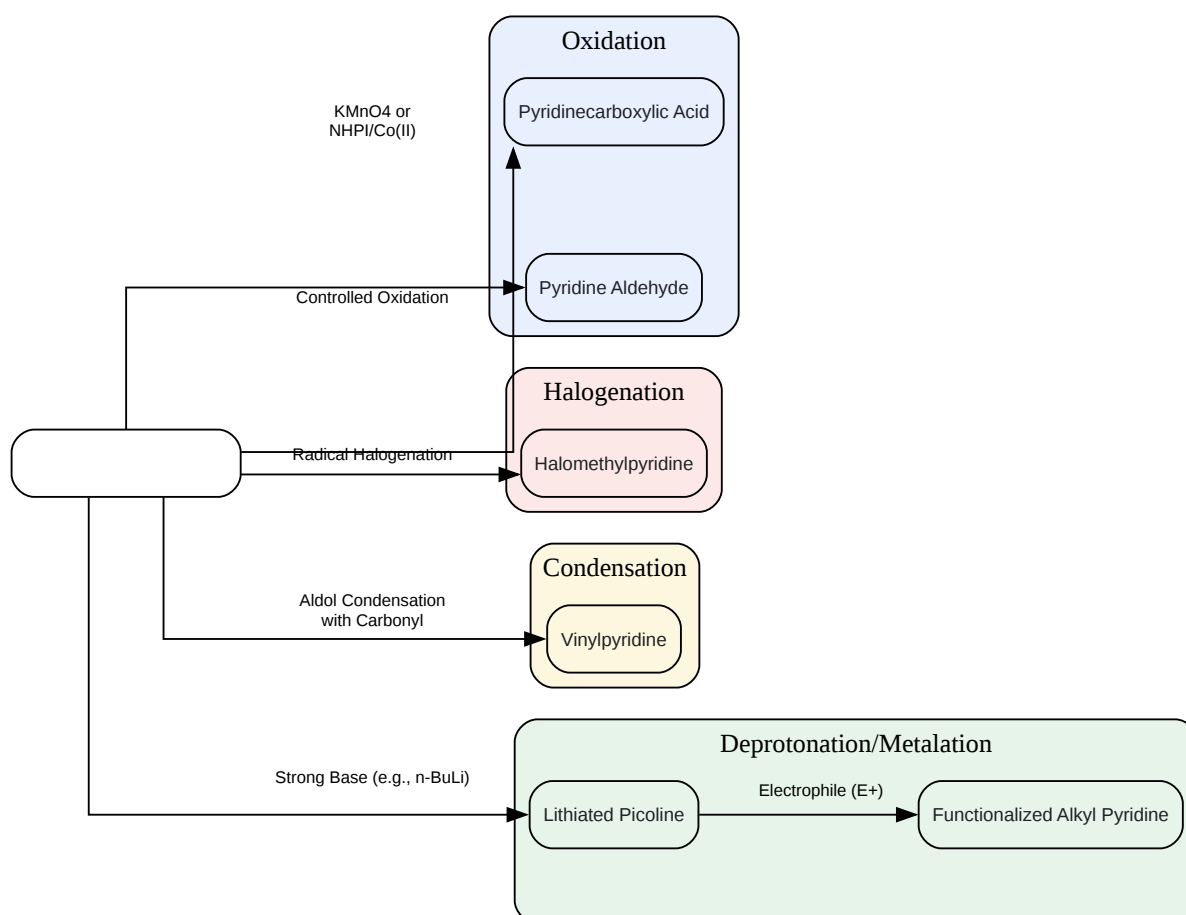 Oxidation
KMnO4 or
NHPI/Co(II)
Pyridinecarboxylic Acid
Controlled Oxidation
Pyridine Aldehyde
Halogenation
Radical Halogenation
Halomethylpyridine
Condensation
Aldol Condensation
with Carbonyl
Vinylpyridine
Deprotonation/Metalation
Strong Base (e.g., n-BuLi)
Lithiated Picoline
Electrophile (E+)
Functionalized Alkyl Pyridine